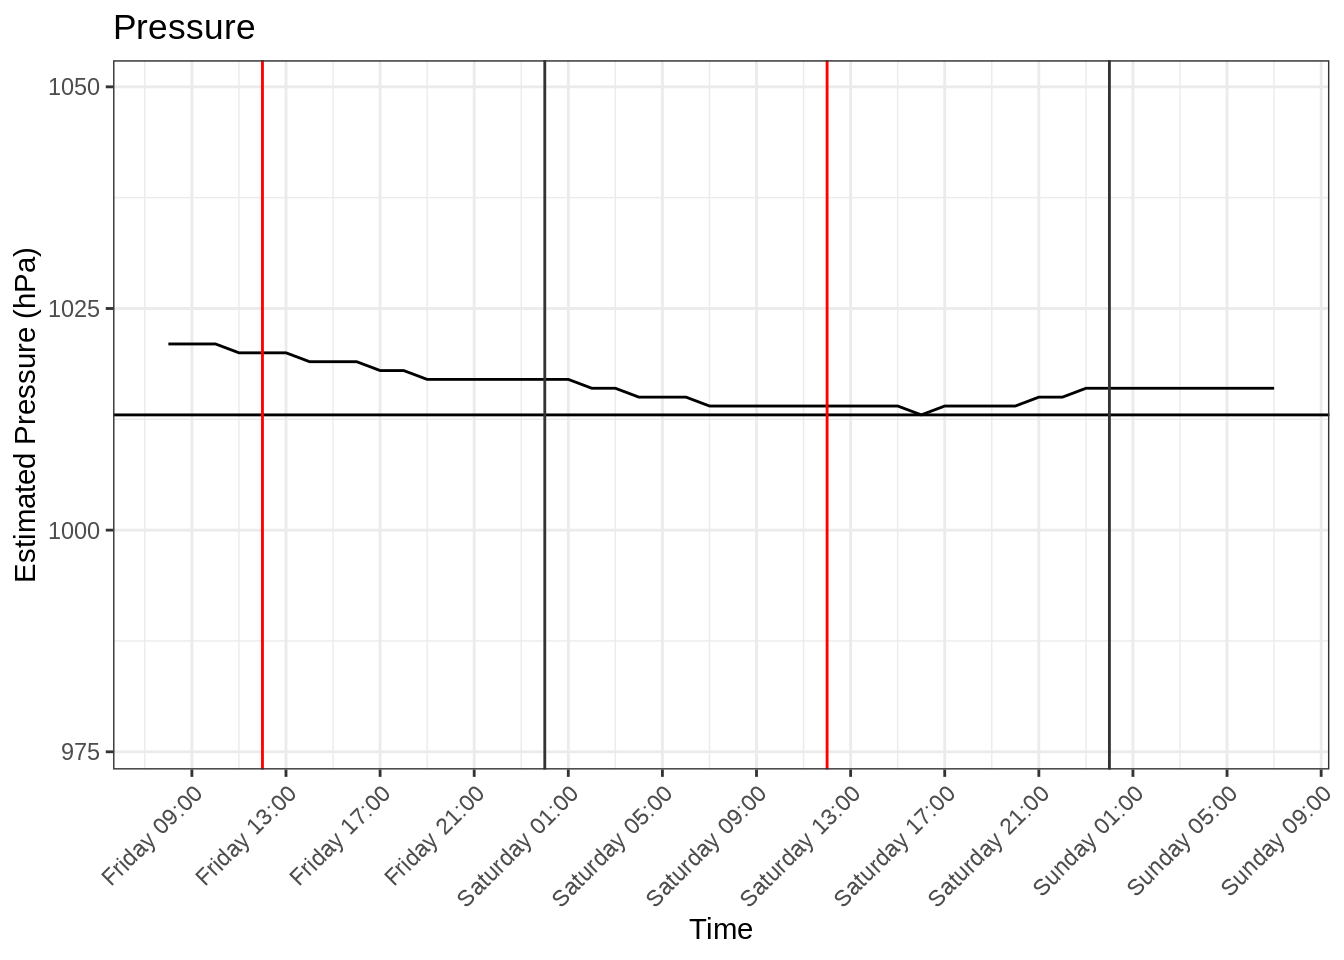 Pressure
Estimated Pressure (hPa)
1050
1025
1000
975
Friday 09:00
Friday 13:00
Friday 17:00
Friday 21:00
Saturday 01:00
Saturday 05:00
Saturday 09:00
Saturday 13:00
Saturday 17:00
Saturday 21:00
Sunday 01:00
Sunday 05:00
Sunday 09:00
Time